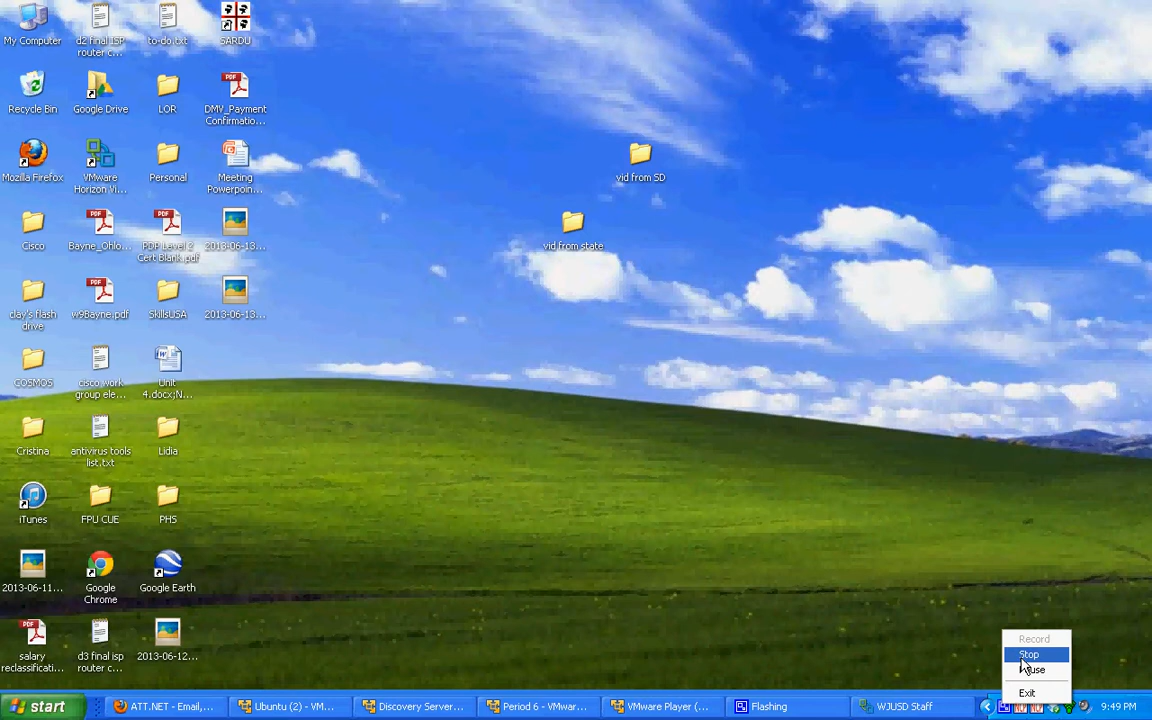 My Computer
d2 final ISP
router c...
to-do.txt
SARDU
Recycle Bin
Google Drive
LOR
DMV_Payment
Confirmatio...
vid from SD
Mozilla Firefox
VMware
Horizon Vi...
Personal
Meeting
Powerpoin...
vid from state
Cisco
Bayne_Ohlo...
PDP Level 2
Cert Blank.pdf
2013-06-13...
clay's flash
drive
w9Bayne.pdf
SkillsUSA
2013-06-13...
COSMOS
cisco work
group ele...
Unit
4.docx;N...
Cristina
antivirus tools
list.txt
Lidia
iTunes
FPU CUE
PHS
2013-06-11...
Google
Chrome
Google Earth
salary
reclassificati...
d3 final isp
router c...
2013-06-12...
Record
Stop
Pause
Exit
start
ATT.NET - Email,...
Ubuntu (2) - VM...
Discovery Server...
Period 6 - VMwar...
VMware Player (...
Flashing
WJUSD Staff
9:49 PM